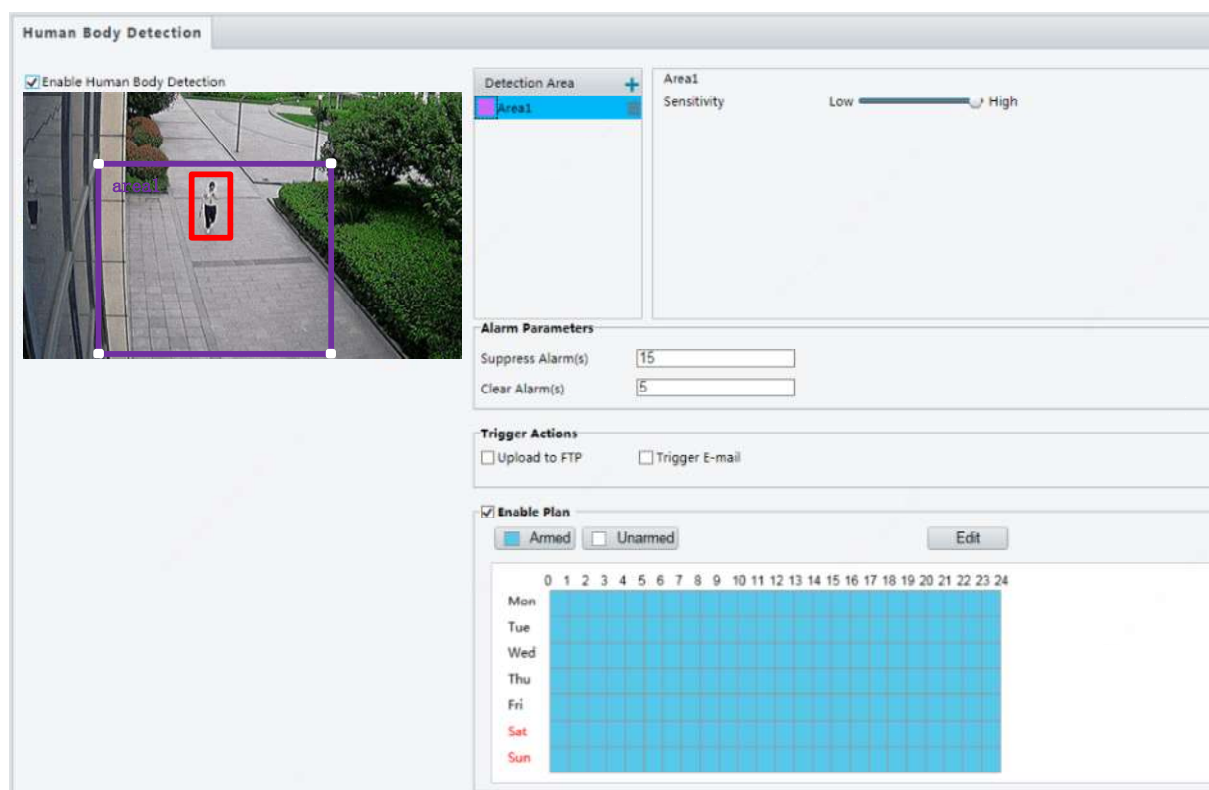 Human Body Detection
Enable Human Body Detection
area1
Detection Area
Area1
Area1
Sensitivity Low High
Alarm Parameters
Suppress Alarm(s) 15
Clear Alarm(s) 5
Trigger Actions
Upload to FTP Trigger E-mail
Enable Plan
Armed Unarmed Edit
0 1 2 3 4 5 6 7 8 9 10 11 12 13 14 15 16 17 18 19 20 21 22 23 24
Mon
Tue
Wed
Thu
Fri
Sat
Sun